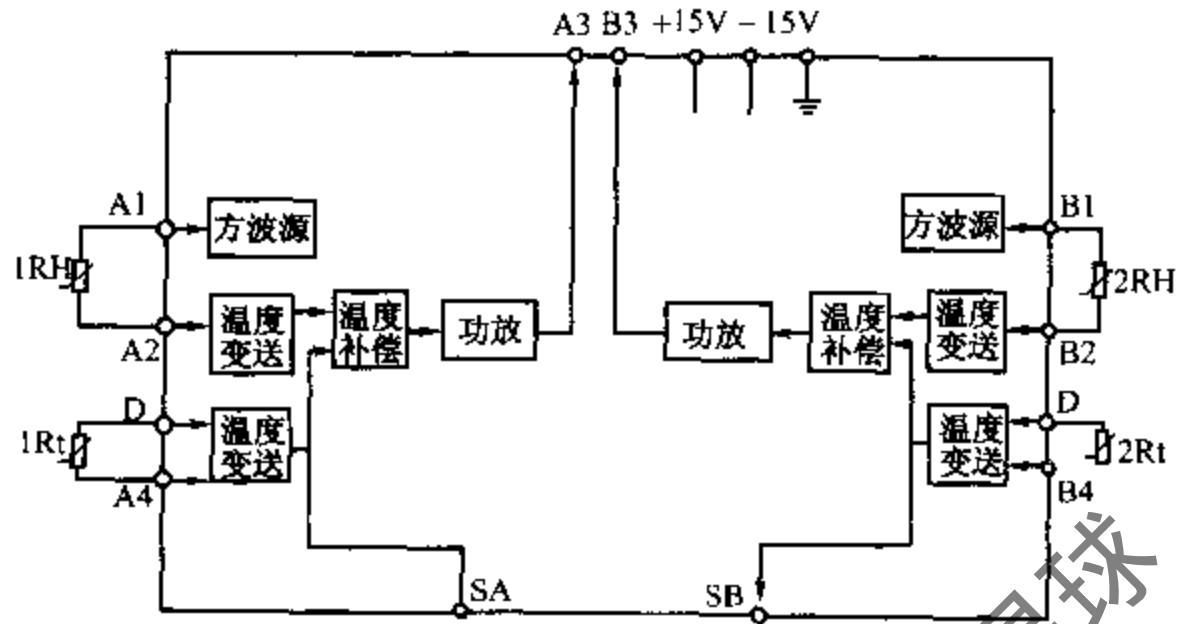 A3 B3 +15V -15V
A1
方波源
方波源
B1
1RH
2RH
温度
变送
温度
补偿
功放
功放
温度
补偿
温度
变送
A2
B2
D
温度
变送
温度
变送
D
1Rt
2Rt
A4
B4
SA
SB
星球